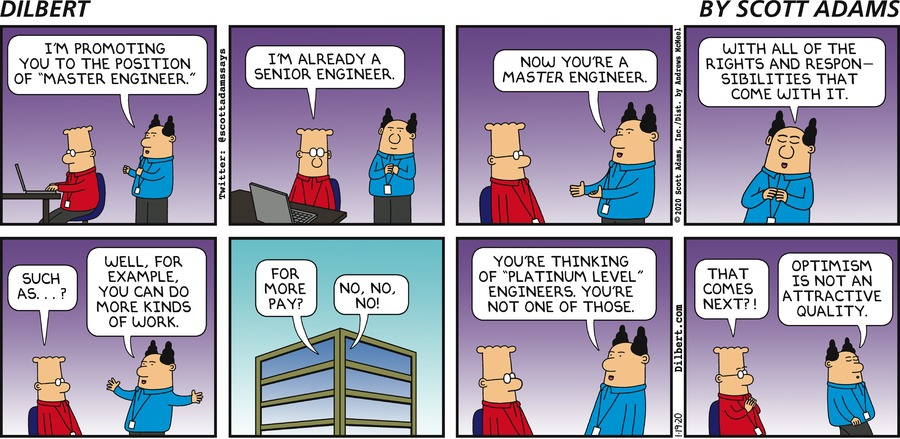 DILBERT
BY SCOTT ADAMS
I'M PROMOTING
YOU TO THE POSITION
OF "MASTER ENGINEER."
Twitter: @scottadamssays
I'M ALREADY A
SENIOR ENGINEER.
NOW YOU'RE A
MASTER ENGINEER.
© 2020 Scott Adams, Inc./Dist. by Andrews McMeel
WITH ALL OF THE
RIGHTS AND RESPON-
SIBILITIES THAT
COME WITH IT.
SUCH
AS...?
WELL, FOR
EXAMPLE,
YOU CAN DO
MORE KINDS
OF WORK.
FOR
MORE
PAY?
NO, NO,
NO!
YOU'RE THINKING
OF "PLATINUM LEVEL"
ENGINEERS. YOU'RE
NOT ONE OF THOSE.
Dilbert.com
1-19-20
THAT
COMES
NEXT?!
OPTIMISM
IS NOT AN
ATTRACTIVE
QUALITY.